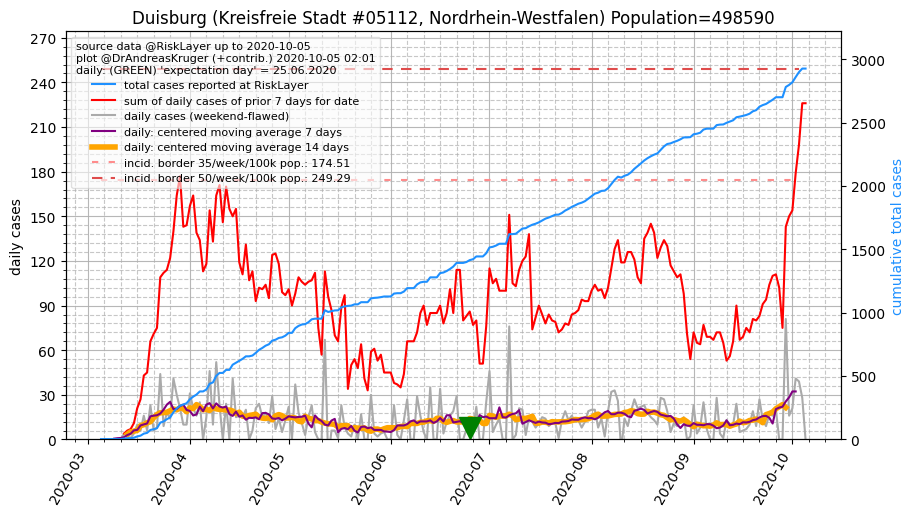 Duisburg (Kreisfreie Stadt #05112, Nordrhein-Westfalen) Population=498590
source data @RiskLayer up to 2020-10-05
plot @DrAndreasKruger (+contrib.) 2020-10-05 02:01
daily: (GREEN) 'expectation day' = 25.06.2020
total cases reported at RiskLayer
sum of daily cases of prior 7 days for date
daily cases (weekend-flawed)
daily: centered moving average 7 days
daily: centered moving average 14 days
incid. border 35/week/100k pop.: 174.51
incid. border 50/week/100k pop.: 249.29
daily cases
270
240
210
180
150
120
90
60
30
0
cumulative total cases
3000
2500
2000
1500
1000
500
0
2020-03
2020-04
2020-05
2020-06
2020-07
2020-08
2020-09
2020-10